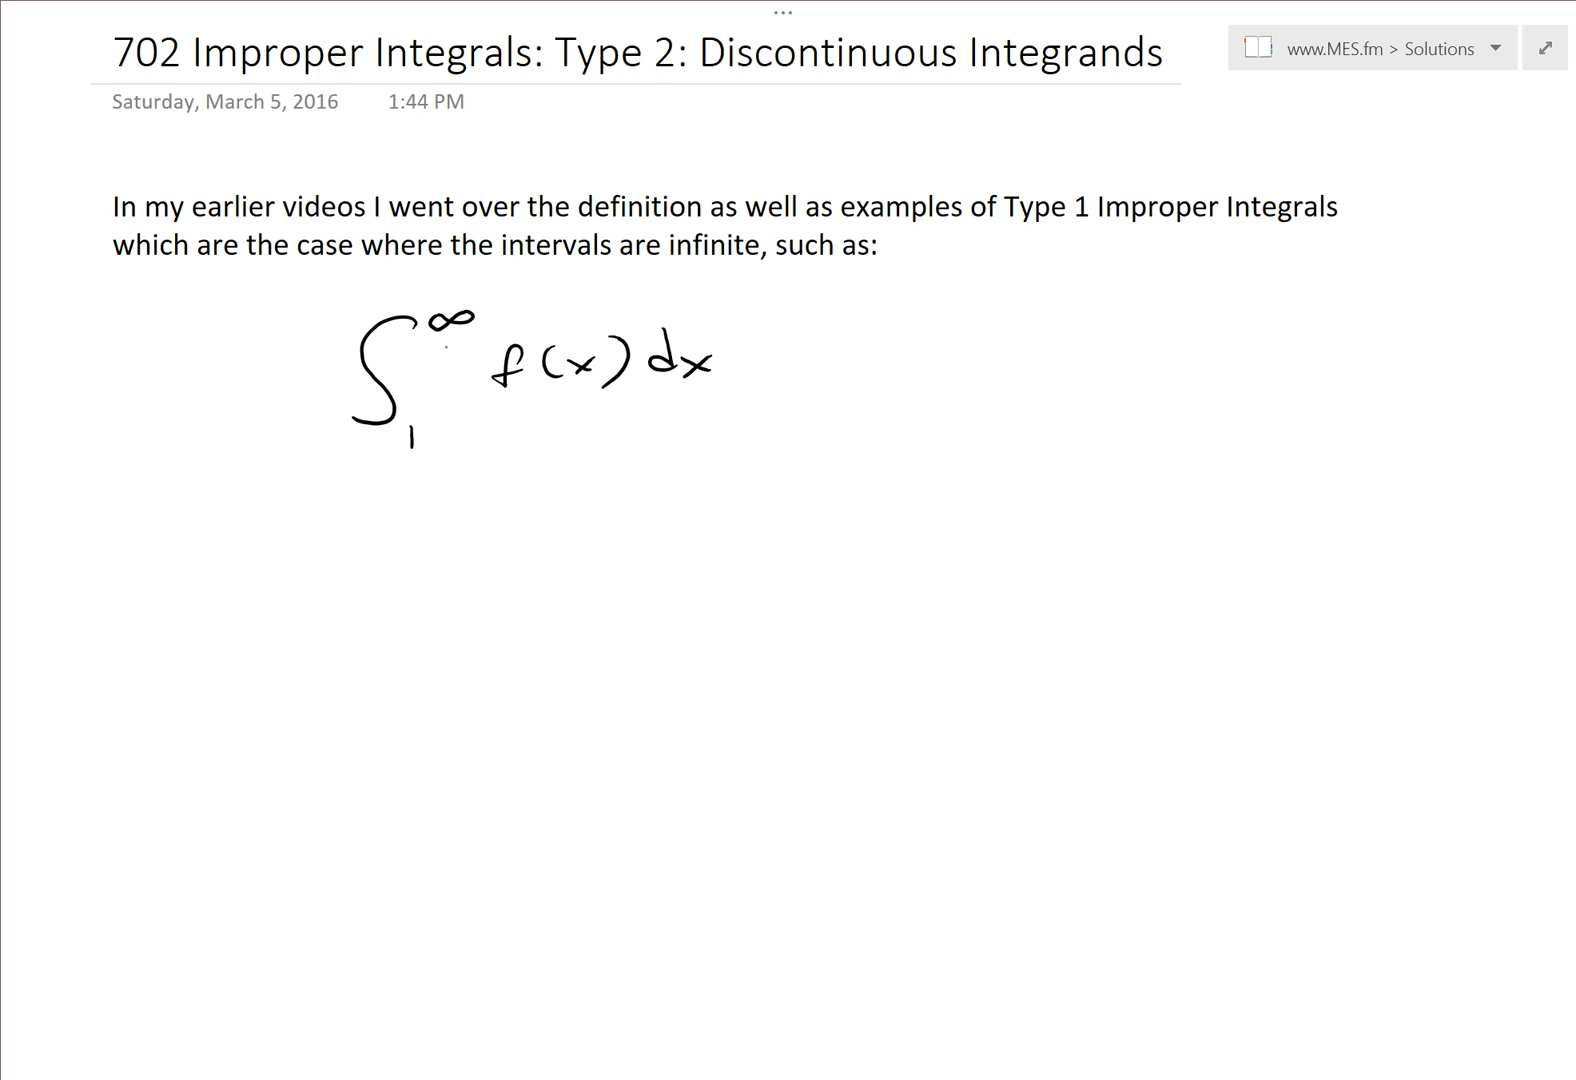 ...
702 Improper Integrals: Type 2: Discontinuous Integrands
www.MES.fm > Solutions
Saturday, March 5, 2016 1:44 PM
In my earlier videos I went over the definition as well as examples of Type 1 Improper Integrals
which are the case where the intervals are infinite, such as:
∫₁^∞ f(x) dx